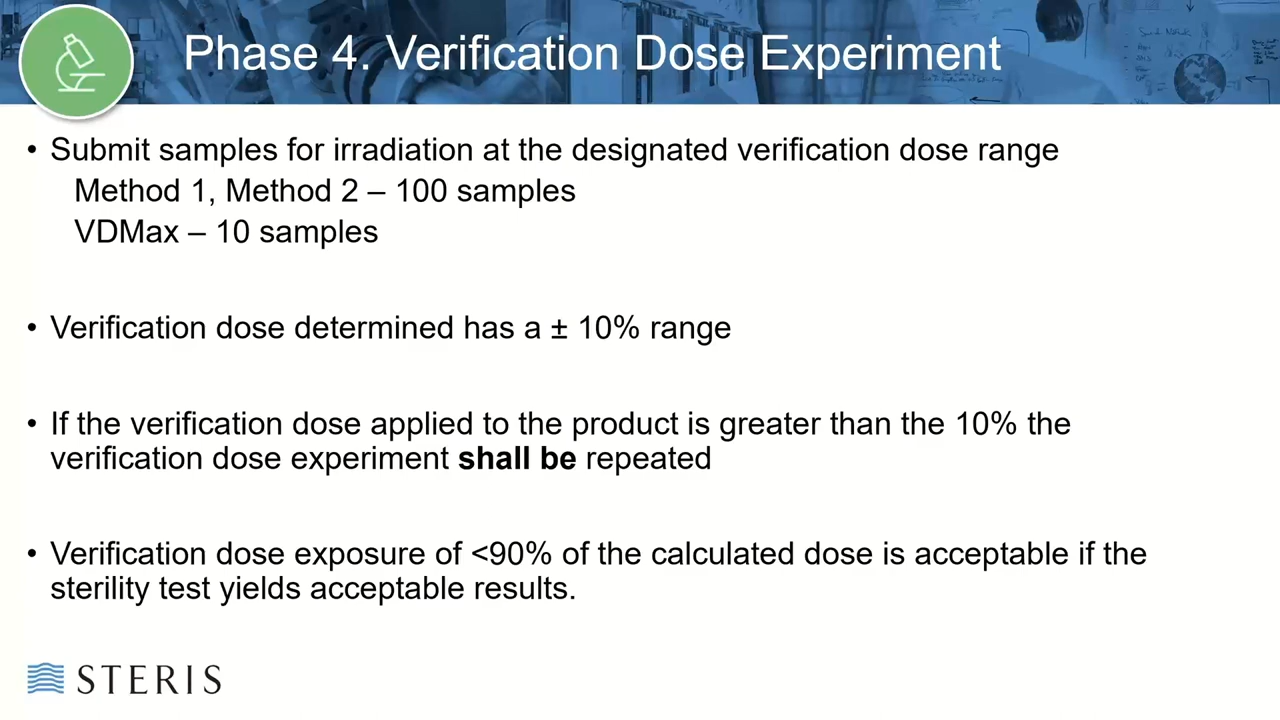 Phase 4. Verification Dose Experiment
• Submit samples for irradiation at the designated verification dose range
Method 1, Method 2 – 100 samples
VDMax – 10 samples
• Verification dose determined has a ± 10% range
• If the verification dose applied to the product is greater than the 10% the
verification dose experiment shall be repeated
• Verification dose exposure of <90% of the calculated dose is acceptable if the
sterility test yields acceptable results.
STERIS